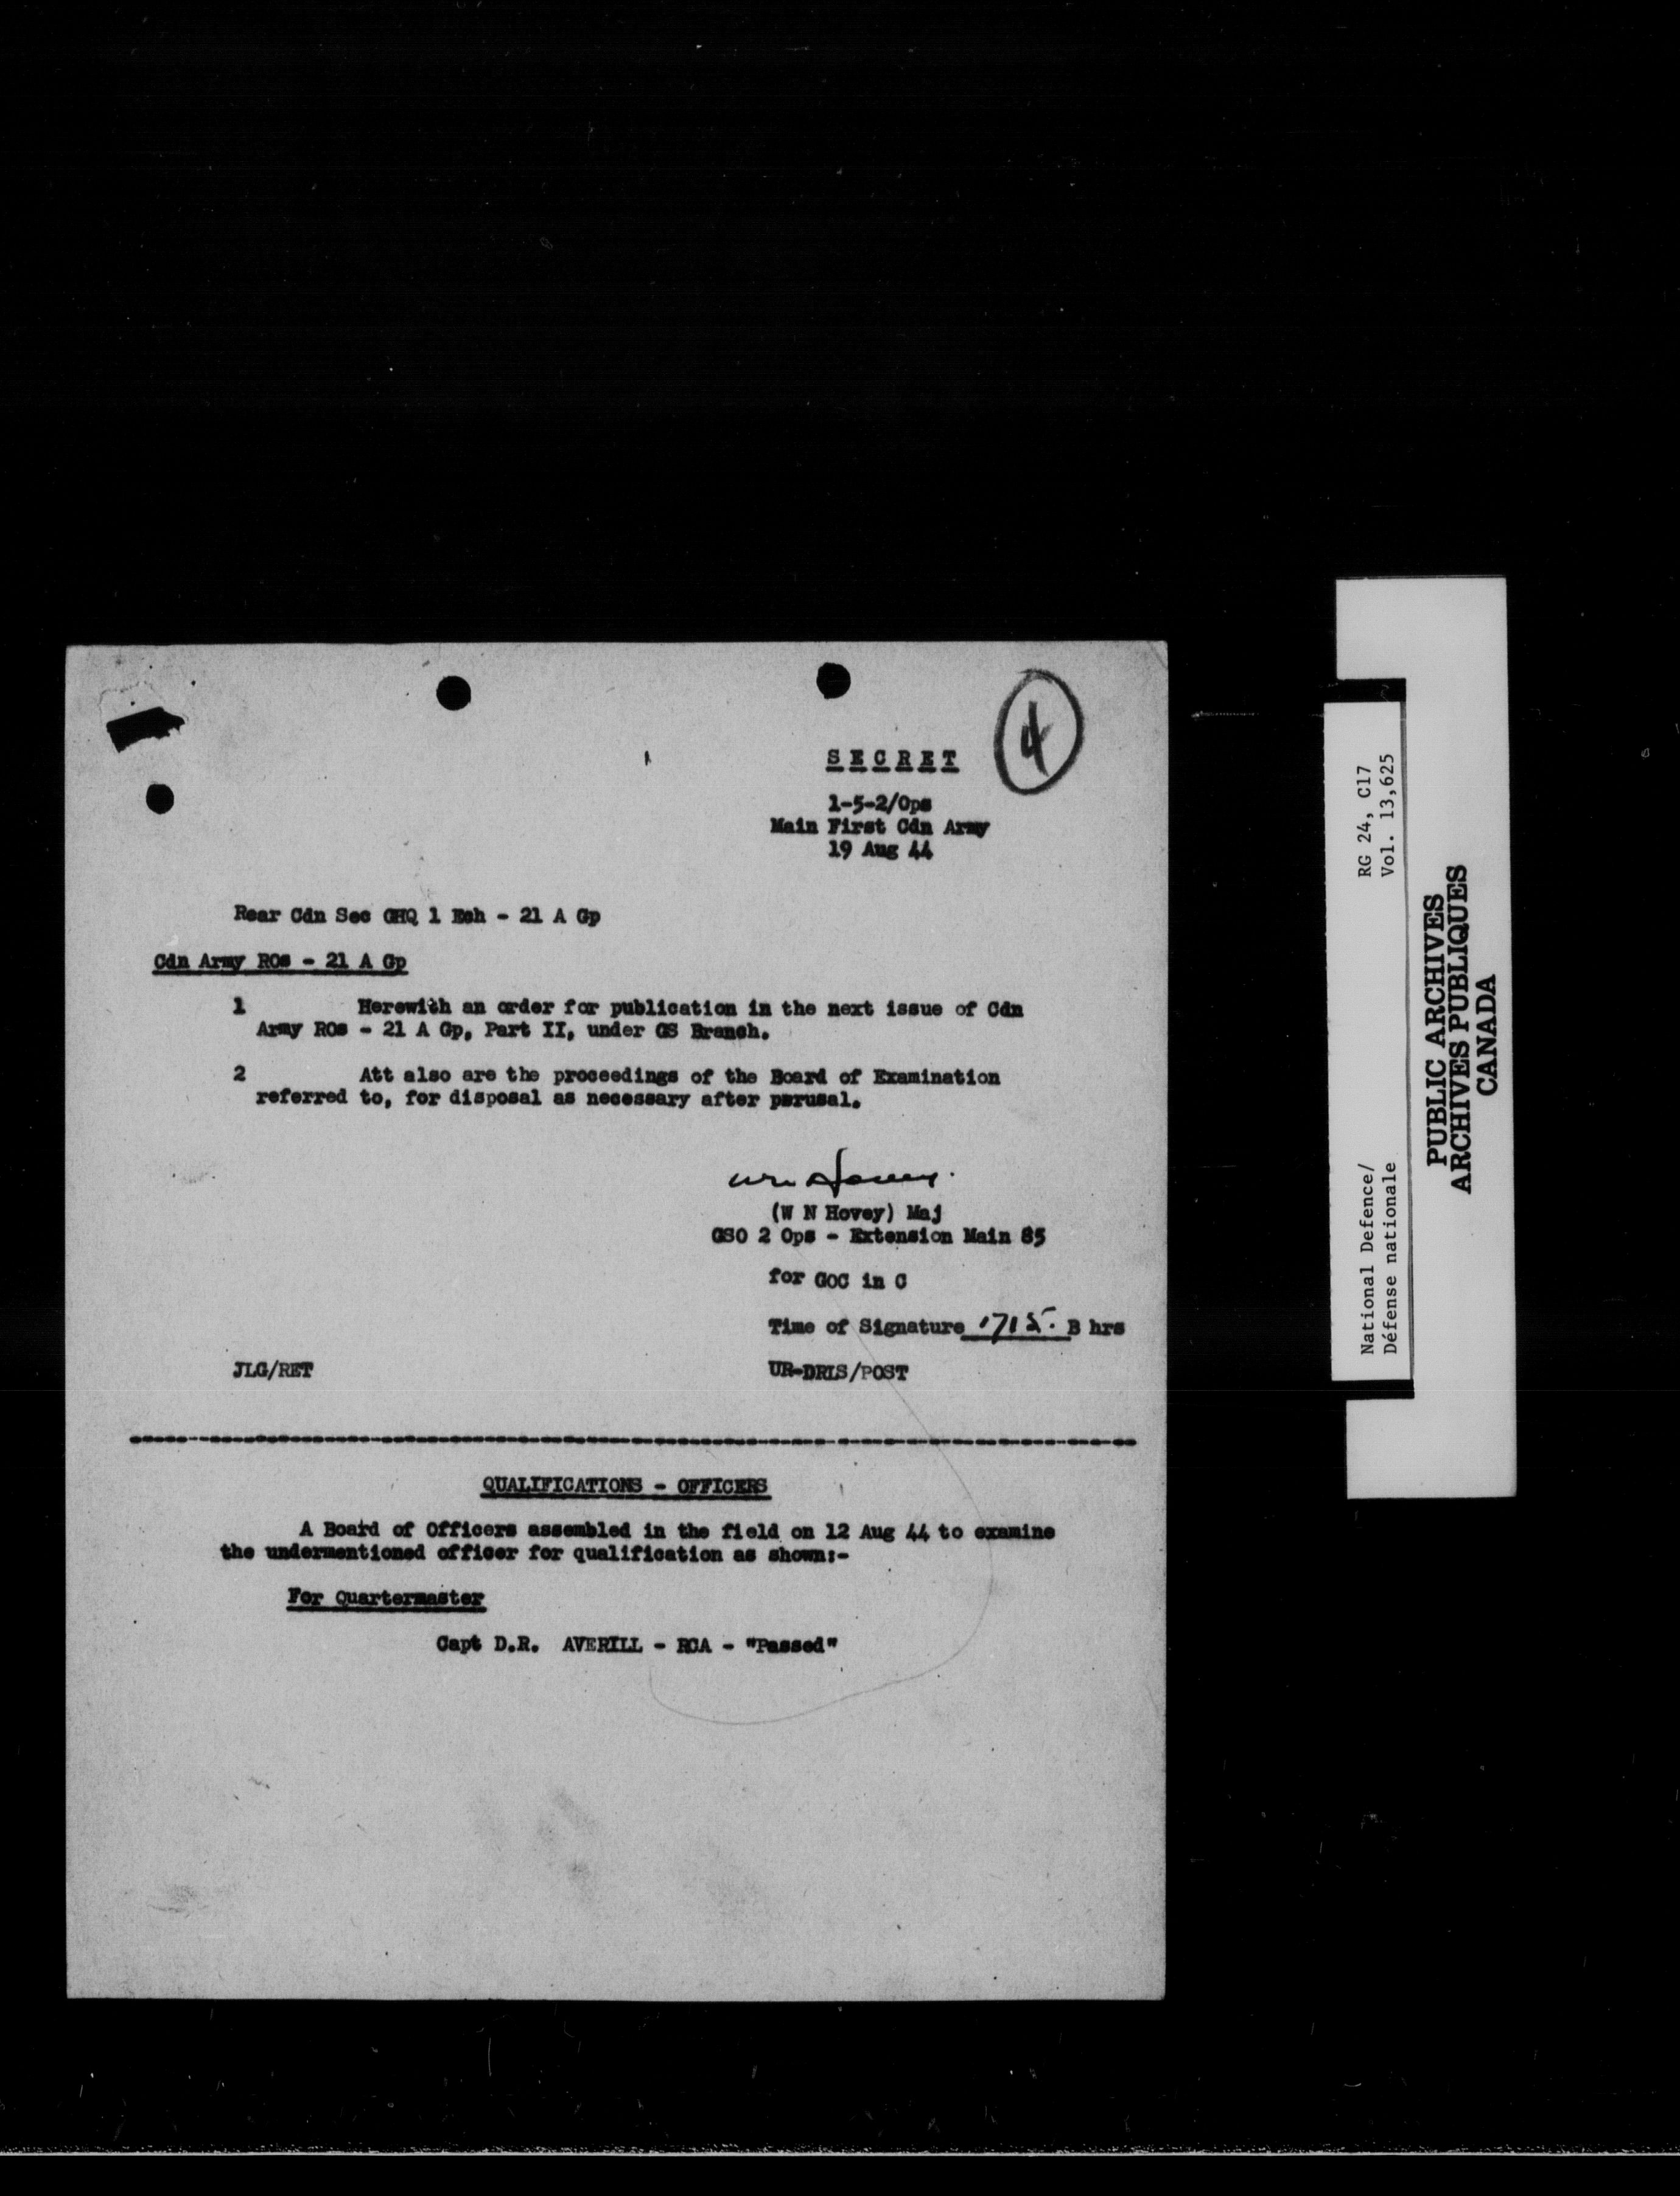 4
SECRET
1-5-2/Ops
Main First Cdn Army
19 Aug 44
Rear Cdn Sec GHQ 1 Ech - 21 A Gp
Cdn Army ROs - 21 A Gp
1 Herewith an order for publication in the next issue of Cdn
Army ROs - 21 A Gp, Part II, under GS Branch.
2 Att also are the proceedings of the Board of Examination
referred to, for disposal as necessary after perusal.
(W N Hovey) Maj
GSO 2 Ops - Extension Main 85
for GOC in C
Time of Signature 1715. B hrs
JLG/RET
UR-DRLS/POST
QUALIFICATIONS - OFFICERS
A Board of Officers assembled in the field on 12 Aug 44 to examine
the undermentioned officer for qualification as shown:-
For Quartermaster
Capt D.R. AVERILL - RCA - "Passed"
National Defence/ RG 24, C17
Défense nationale Vol. 13,625
PUBLIC ARCHIVES
ARCHIVES PUBLIQUES
CANADA